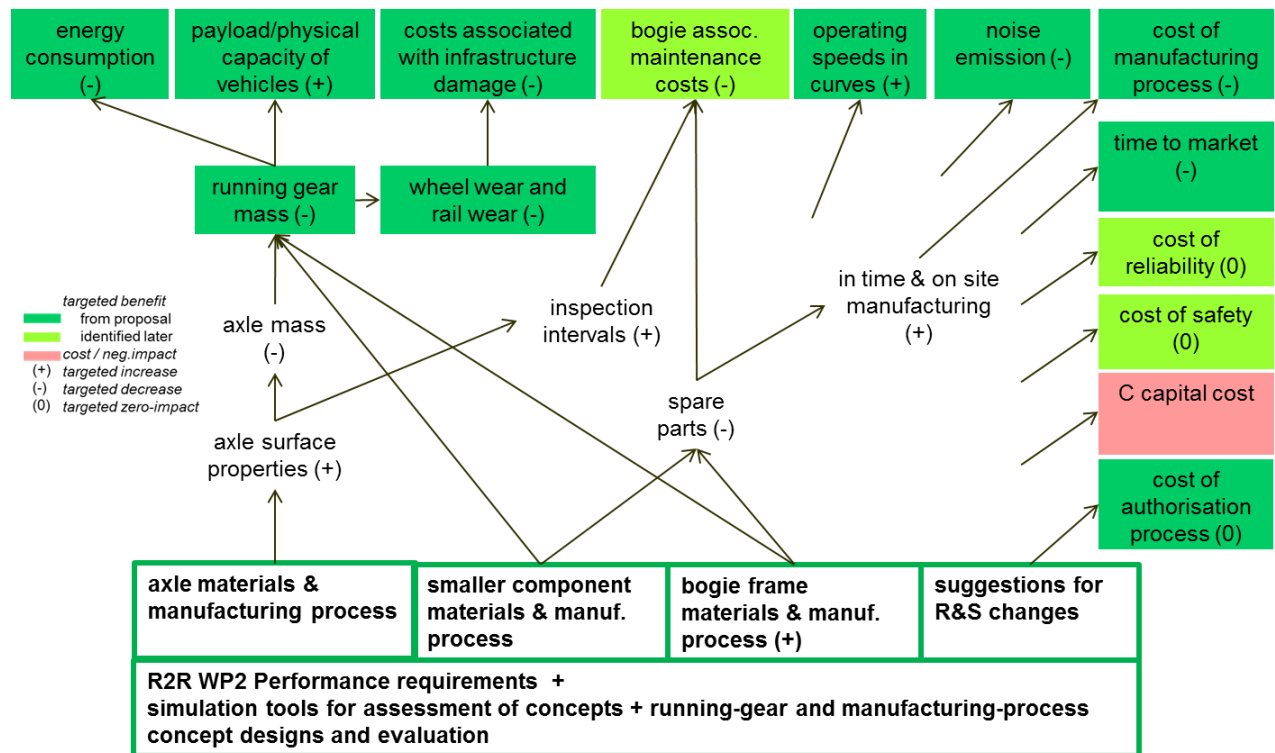 energy
consumption
(-)
payload/physical
capacity of
vehicles (+)
costs associated
with infrastructure
damage (-)
bogie assoc.
maintenance
costs (-)
operating
speeds in
curves (+)
noise
emission (-)
cost of
manufacturing
process (-)
time to market
(-)
running gear
mass (-)
wheel wear and
rail wear (-)
cost of
reliability (0)
in time & on site
manufacturing
(+)
inspection
intervals (+)
targeted benefit
from proposal
identified later
cost / neg.impact
(+) targeted increase
(-) targeted decrease
(0) targeted zero-impact
axle mass
(-)
cost of safety
(0)
C capital cost
spare
parts (-)
axle surface
properties (+)
cost of
authorisation
process (0)
axle materials &
manufacturing process
smaller component
materials & manuf.
process
bogie frame
materials & manuf.
process (+)
suggestions for
R&S changes
R2R WP2 Performance requirements +
simulation tools for assessment of concepts + running-gear and manufacturing-process
concept designs and evaluation